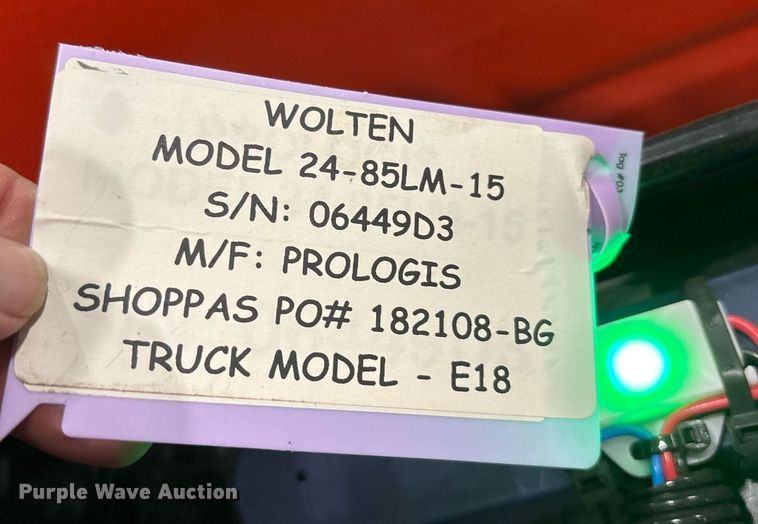 WOLTEN
MODEL 24-85LM-15
S/N: 06449D3
M/F: PROLOGIS
SHOPPAS PO# 182108-BG
TRUCK MODEL - E18
Purple Wave Auction